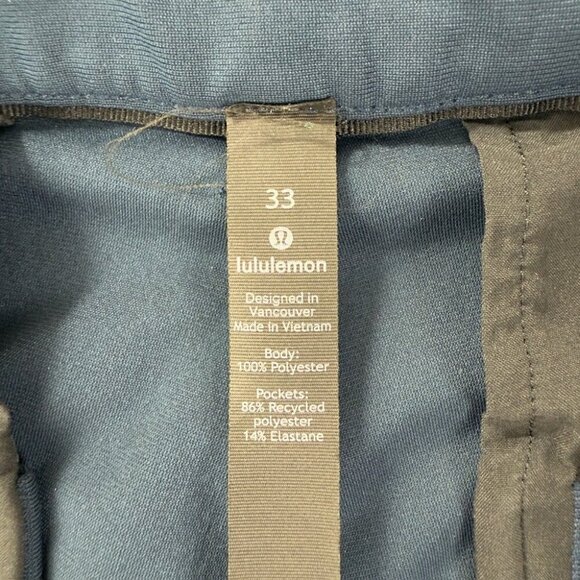 33
lululemon
Designed in
Vancouver
Made in Vietnam
Body:
100% Polyester
Pockets:
86% Recycled
polyester
14% Elastane